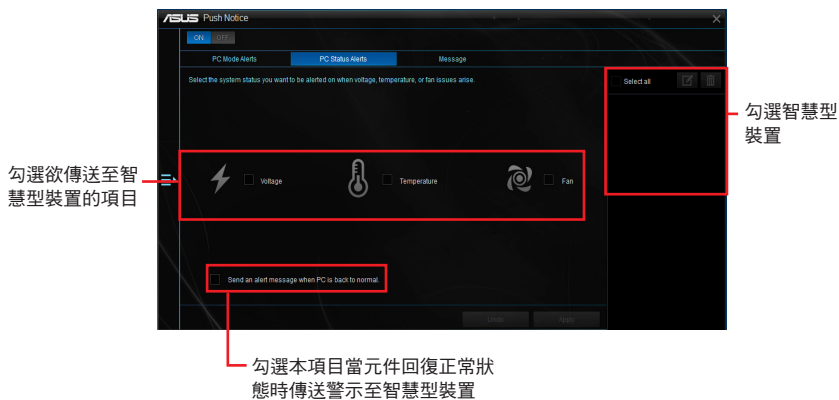 ASUS Push Notice
ON OFF
PC Mode Alerts PC Status Alerts Message
Select the system status you want to be alerted on when voltage, temperature, or fan issues arise.
Select all
勾選智慧型
裝置
勾選欲傳送至智
慧型裝置的項目
Voltage Temperature Fan
Send an alert message when PC is back to normal.
Undo Apply
勾選本項目當元件回復正常狀
態時傳送警示至智慧型裝置